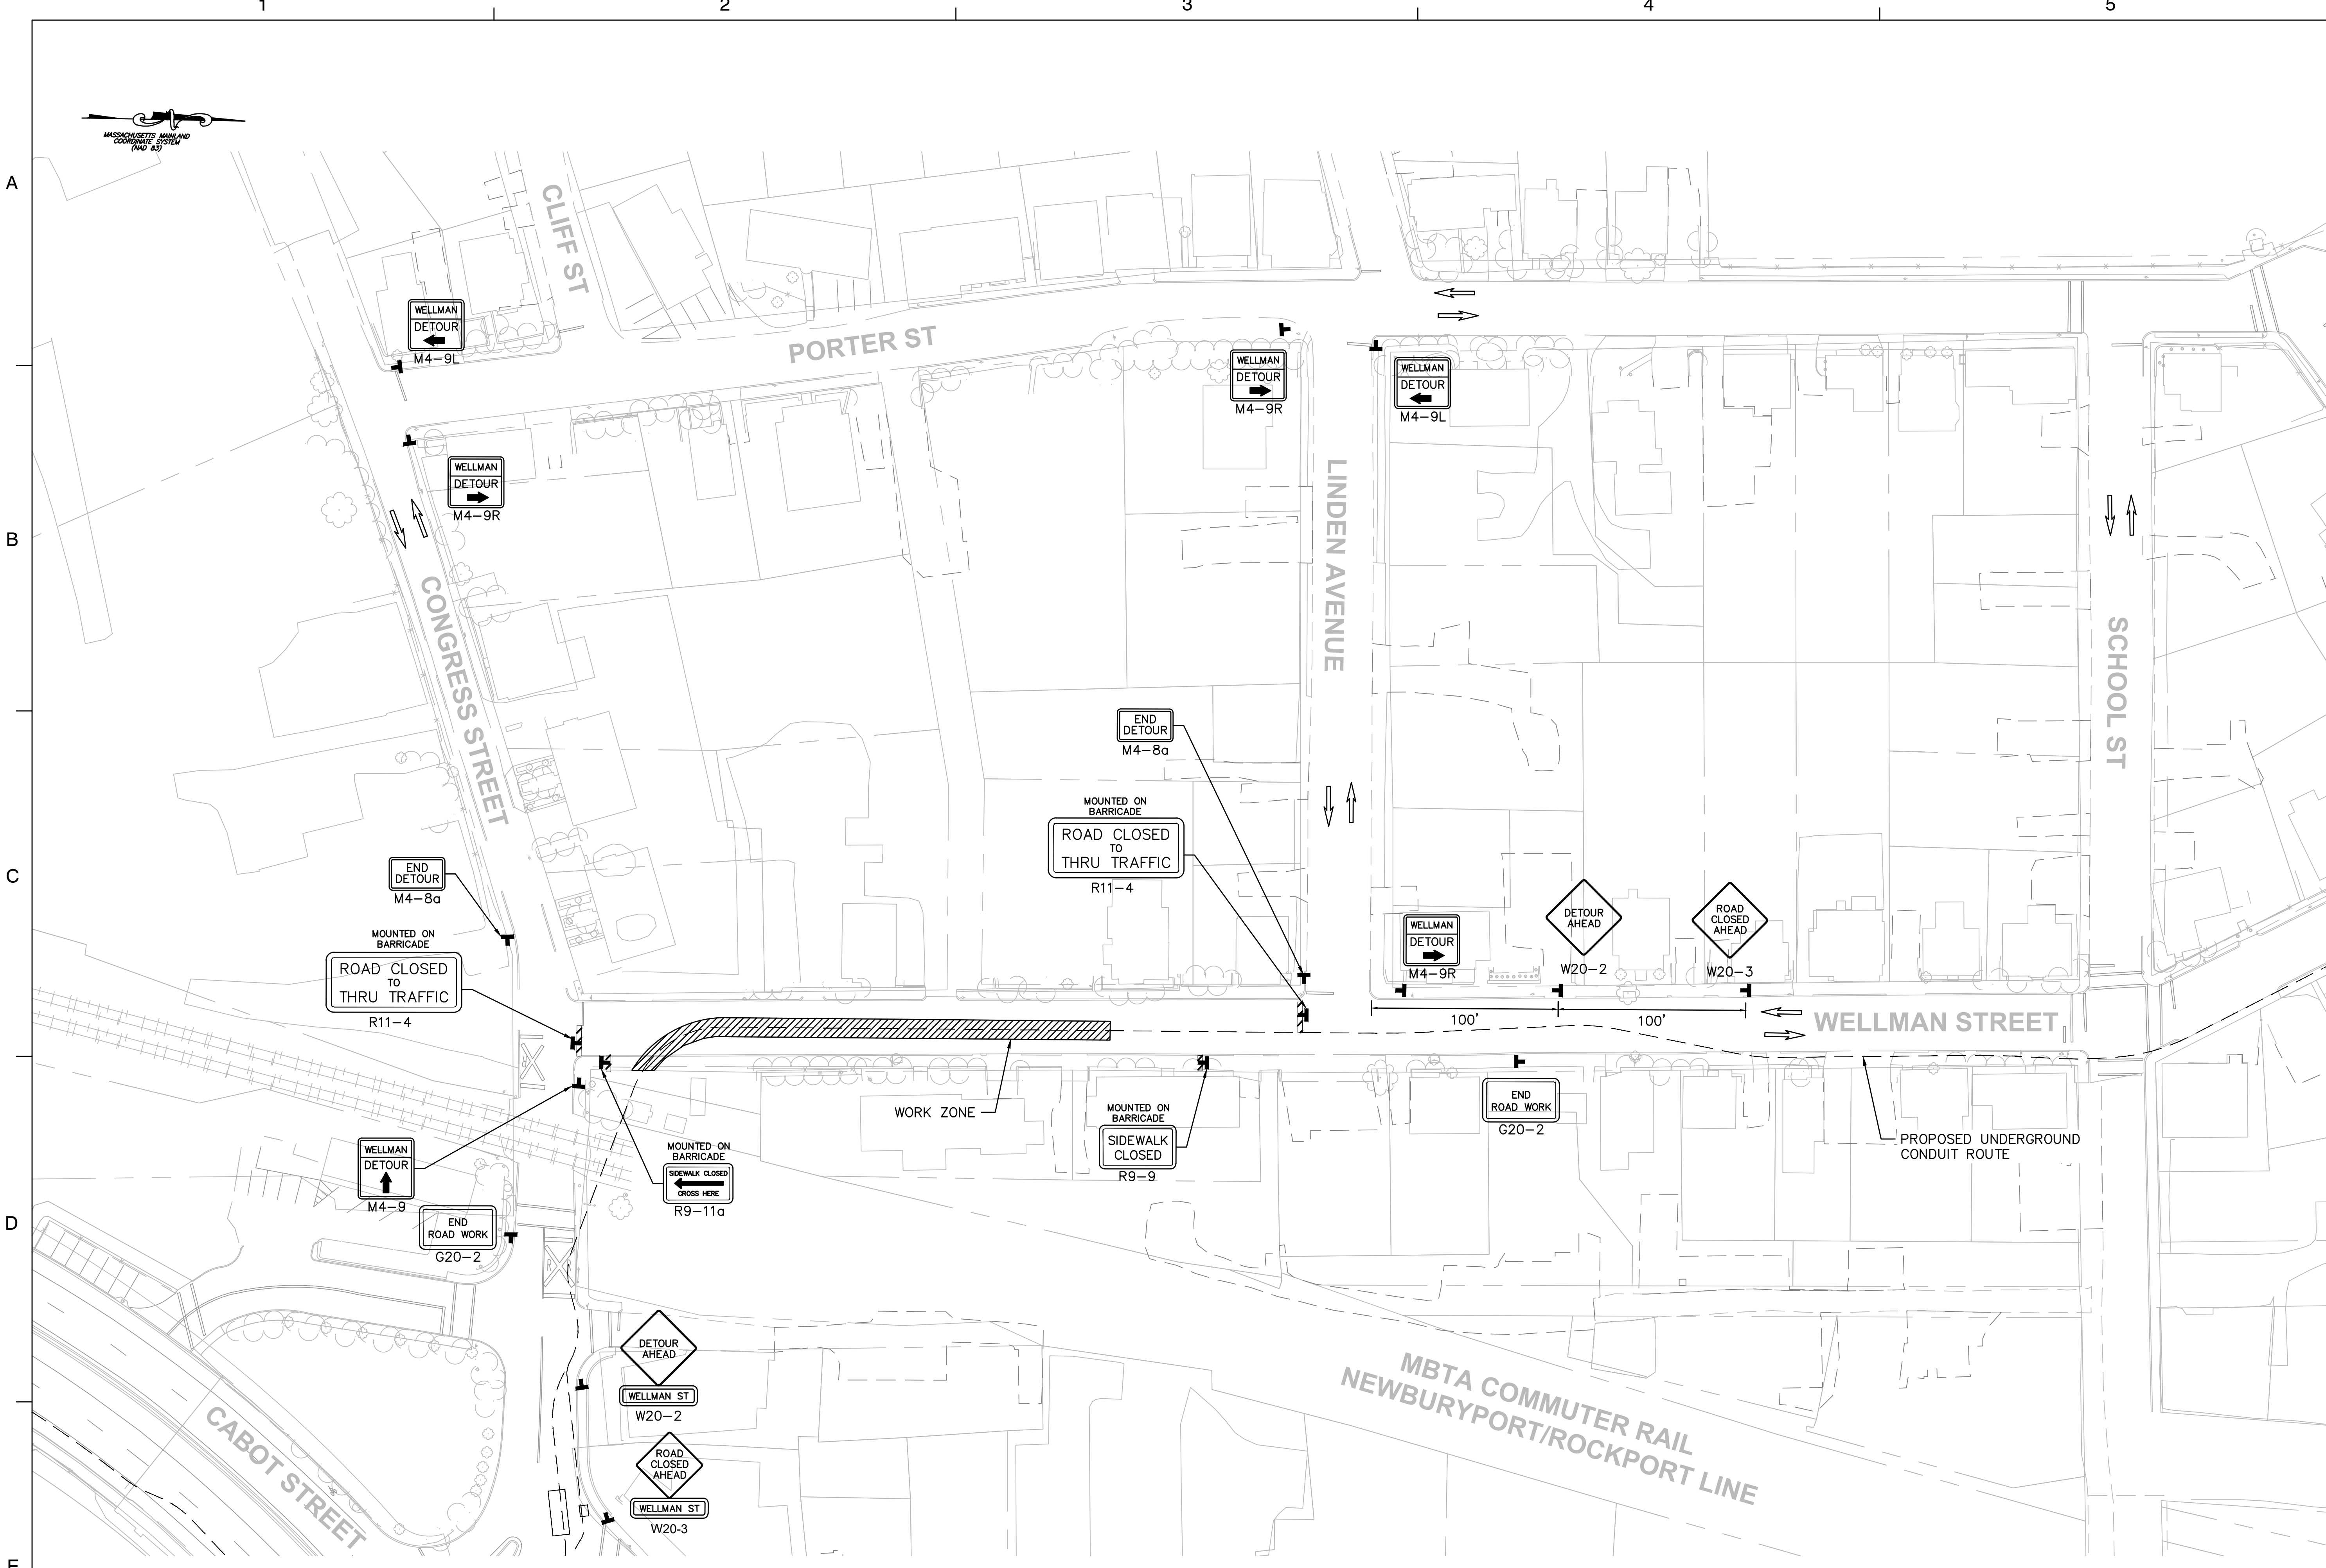 1
2
3
4
5
A
B
C
D
E
MASSACHUSETTS MAINLAND
COORDINATE SYSTEM
(NAD 83)
CLIFF ST
WELLMAN
DETOUR
M4-9L
PORTER ST
WELLMAN
DETOUR
M4-9R
WELLMAN
DETOUR
M4-9L
WELLMAN
DETOUR
M4-9R
LINDEN AVENUE
CONGRESS STREET
SCHOOL ST
END
DETOUR
M4-8a
MOUNTED ON
BARRICADE
ROAD CLOSED
TO
THRU TRAFFIC
R11-4
END
DETOUR
M4-8a
MOUNTED ON
BARRICADE
ROAD CLOSED
TO
THRU TRAFFIC
R11-4
WELLMAN
DETOUR
M4-9R
DETOUR
AHEAD
W20-2
ROAD
CLOSED
AHEAD
W20-3
100'
100'
WELLMAN STREET
WORK ZONE
MOUNTED ON
BARRICADE
SIDEWALK
CLOSED
R9-9
END
ROAD WORK
G20-2
PROPOSED UNDERGROUND
CONDUIT ROUTE
WELLMAN
DETOUR
M4-9
MOUNTED ON
BARRICADE
SIDEWALK CLOSED
CROSS HERE
R9-11a
END
ROAD WORK
G20-2
DETOUR
AHEAD
WELLMAN ST
W20-2
ROAD
CLOSED
AHEAD
WELLMAN ST
W20-3
CABOT STREET
MBTA COMMUTER RAIL
NEWBURYPORT/ROCKPORT LINE